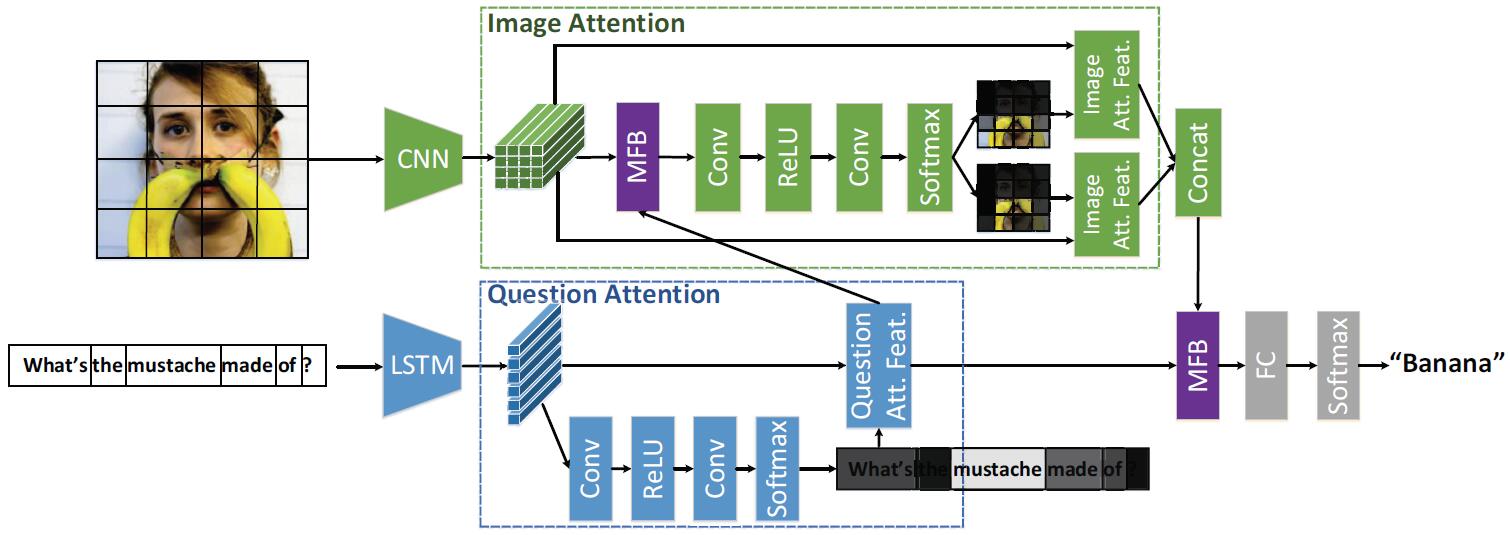 Image Attention
CNN
MFB
Conv
ReLU
Conv
Softmax
Image
Att. Feat.
Image
Att. Feat.
Concat
Question Attention
What's the mustache made of ?
LSTM
Conv
ReLU
Conv
Softmax
Question
Att. Feat.
What's the mustache made of ?
MFB
FC
Softmax
“Banana”